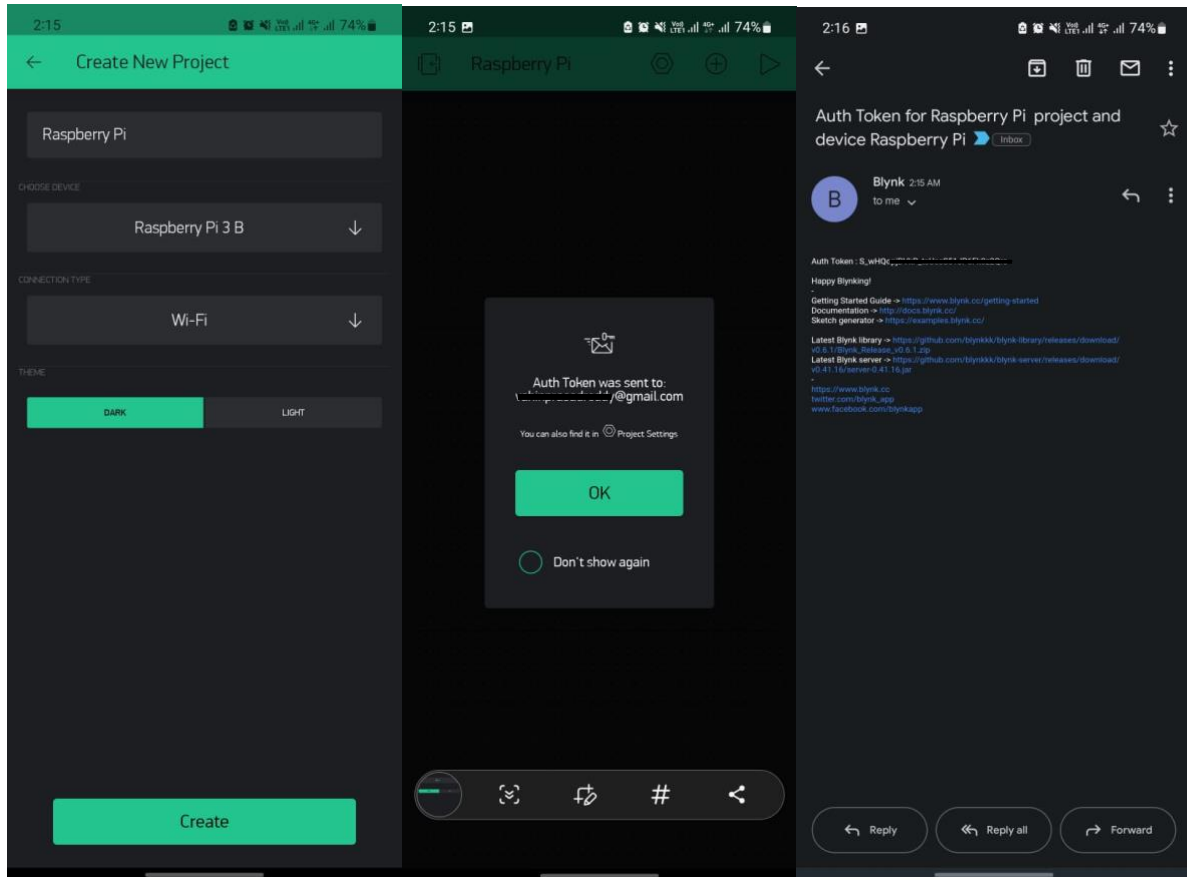 2:15
74%
Create New Project
Raspberry Pi
CHOOSE DEVICE
Raspberry Pi 3 B
CONNECTION TYPE
Wi-Fi
THEME
DARK
LIGHT
Create
2:15
74%
Raspberry Pi
Auth Token was sent to:
@gmail.com
You can also find it in Project Settings
OK
Don't show again
2:16
74%
Auth Token for Raspberry Pi project and
device Raspberry Pi Inbox
B
Blynk 2:15 AM
to me
Auth Token : S_wHQ
Happy Blynking!
-
Getting Started Guide -> https://www.blynk.cc/getting-started
Documentation -> http://docs.blynk.cc/
Sketch generator -> https://examples.blynk.cc/
Latest Blynk library -> https://github.com/blynkkk/blynk-library/releases/download/
v0.6.1/Blynk_Release_v0.6.1.zip
Latest Blynk server -> https://github.com/blynkkk/blynk-server/releases/download/
v0.41.16/server-0.41.16.jar
-
https://www.blynk.cc
twitter.com/blynk_app
www.facebook.com/blynkapp
Reply
Reply all
Forward